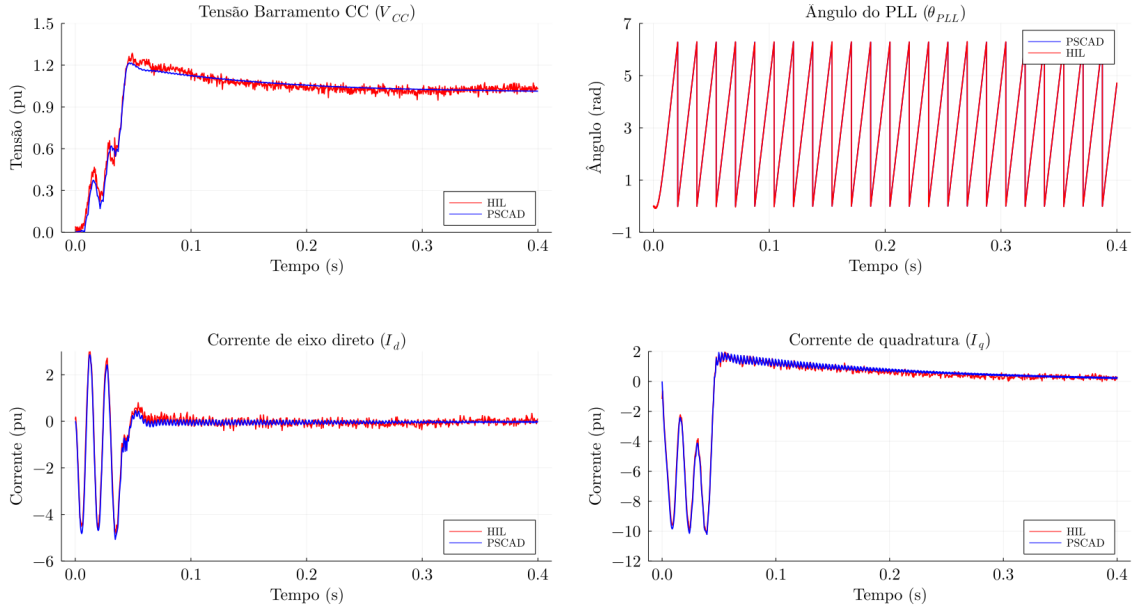 Tensão Barramento CC (V_CC)
1.5
1.2
0.9
0.6
0.3
0.0
Tensão (pu)
HIL
PSCAD
0.0 0.1 0.2 0.3 0.4
Tempo (s)
Ângulo do PLL (θ_PLL)
7
5
3
1
−1
Ângulo (rad)
PSCAD
HIL
0.0 0.1 0.2 0.3 0.4
Tempo (s)
Corrente de eixo direto (I_d)
2
0
−2
−4
−6
Corrente (pu)
HIL
PSCAD
0.0 0.1 0.2 0.3 0.4
Tempo (s)
Corrente de quadratura (I_q)
2
0
−2
−4
−6
−8
−10
−12
Corrente (pu)
HIL
PSCAD
0.0 0.1 0.2 0.3 0.4
Tempo (s)